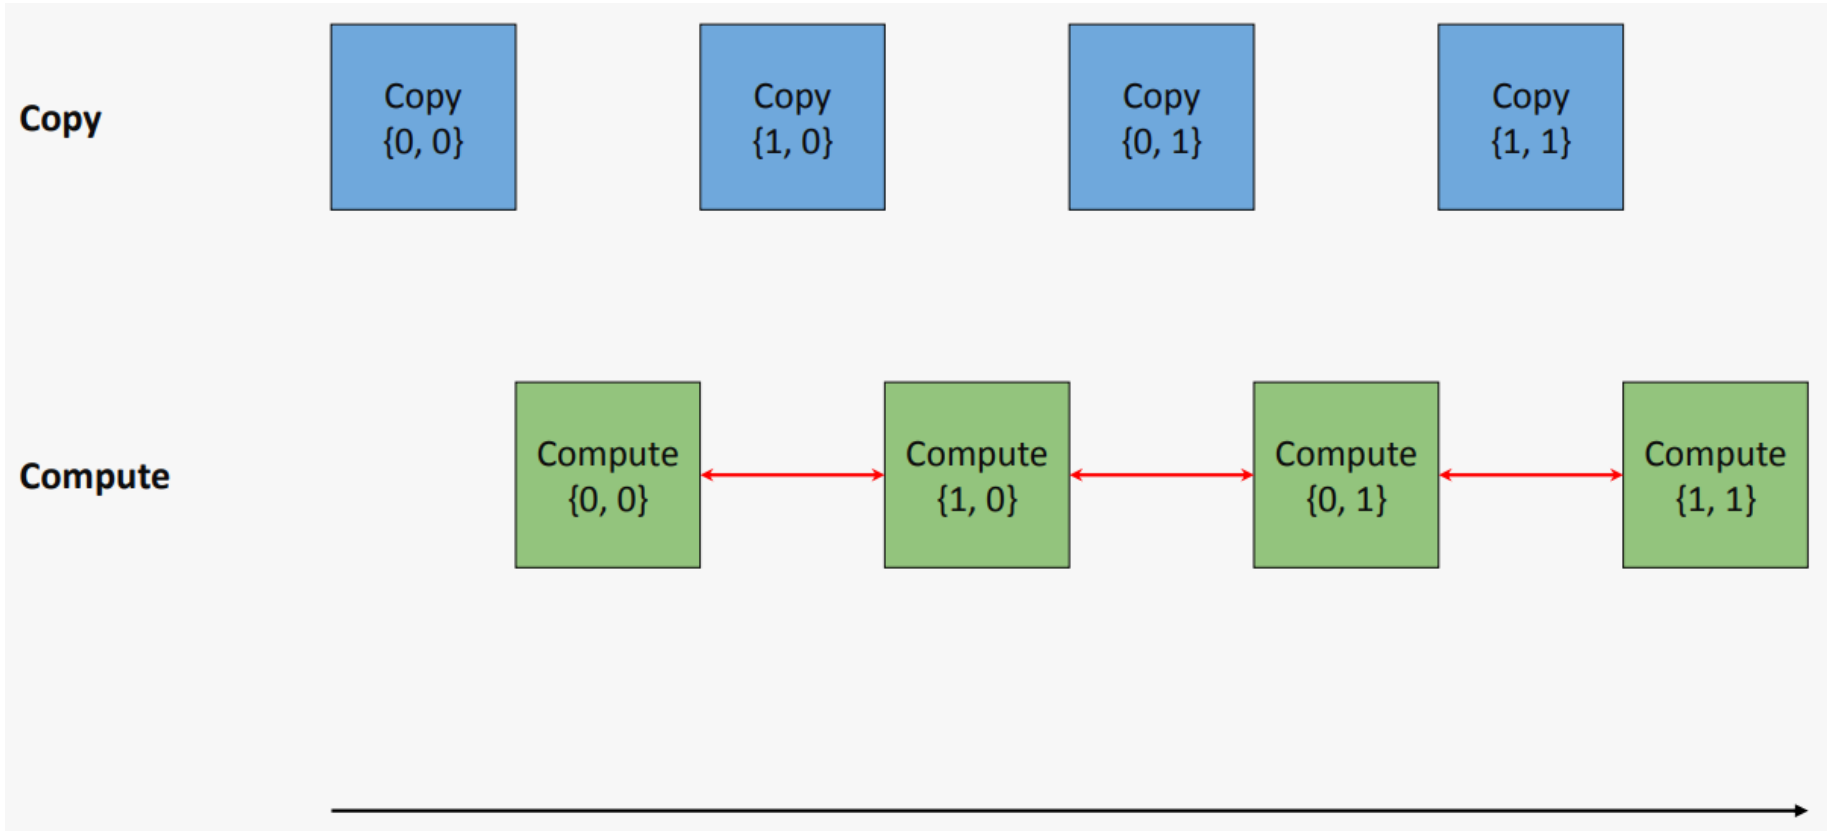 Copy
Copy
{0, 0}
Copy
{1, 0}
Copy
{0, 1}
Copy
{1, 1}
Compute
Compute
{0, 0}
Compute
{1, 0}
Compute
{0, 1}
Compute
{1, 1}